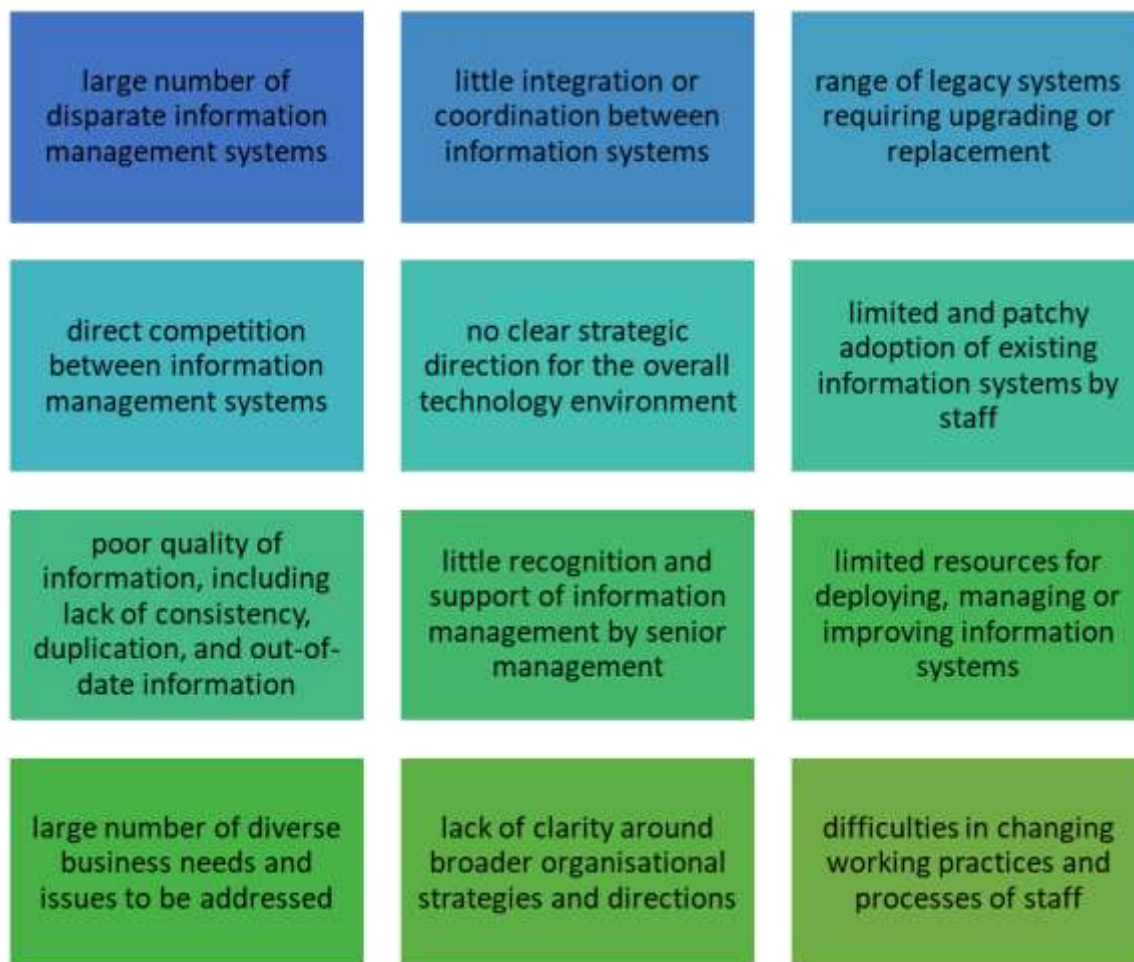 large number of
disparate information
management systems
little integration or
coordination between
information systems
range of legacy systems
requiring upgrading or
replacement
direct competition
between information
management systems
no clear strategic
direction for the overall
technology environment
limited and patchy
adoption of existing
information systems by
staff
poor quality of
information, including
lack of consistency,
duplication, and out-of-
date information
little recognition and
support of information
management by senior
management
limited resources for
deploying, managing or
improving information
systems
large number of diverse
business needs and
issues to be addressed
lack of clarity around
broader organisational
strategies and directions
difficulties in changing
working practices and
processes of staff